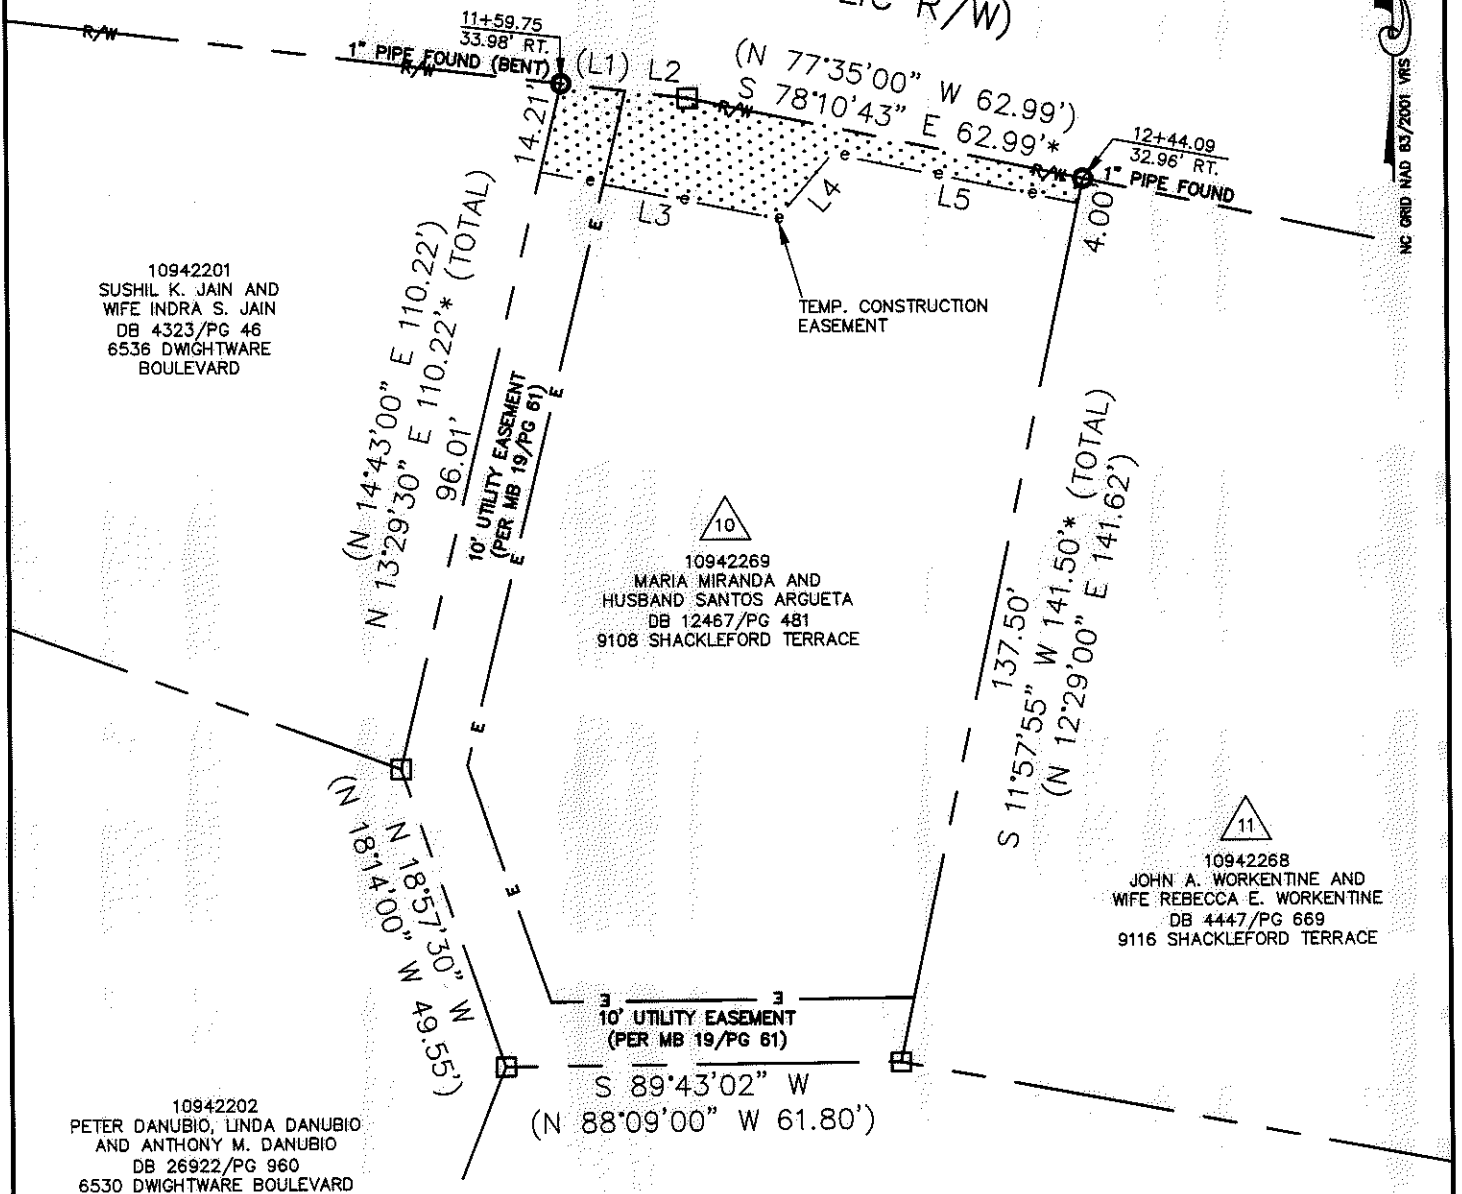 LIC R/W)
11+59.75
33.98' RT.
R/W
1" PIPE FOUND (BENT)
R/W
(L1) L2
(N 77°35'00" W 62.99')
S 78°10'43" E 62.99'*
R/W
12+44.09
32.96' RT.
R/W
1" PIPE FOUND
NC GRID NAD 83/2001 VRS
14.21'
e
L3
e
e
L4
e
e
L5
e
4.00'
TEMP. CONSTRUCTION
EASEMENT
10942201
SUSHIL K. JAIN AND
WIFE INDRA S. JAIN
DB 4323/PG 46
6536 DWIGHTWARE
BOULEVARD
(N 14°43'00" E 110.22')
N 13°29'30" E 110.22'* (TOTAL)
96.01'
10' UTILITY EASEMENT
(PER MB 19/PG 61)
E
E
E
E
E
10
10942269
MARIA MIRANDA AND
HUSBAND SANTOS ARGUETA
DB 12467/PG 481
9108 SHACKLEFORD TERRACE
137.50'
S 11°57'55" W 141.50'* (TOTAL)
(N 12°29'00" E 141.62')
11
10942268
JOHN A. WORKENTINE AND
WIFE REBECCA E. WORKENTINE
DB 4447/PG 669
9116 SHACKLEFORD TERRACE
N 18°57'30" W
(N 18°14'00" W 49.55')
E E
10' UTILITY EASEMENT
(PER MB 19/PG 61)
S 89°43'02" W
(N 88°09'00" W 61.80')
10942202
PETER DANUBIO, LINDA DANUBIO
AND ANTHONY M. DANUBIO
DB 26922/PG 960
6530 DWIGHTWARE BOULEVARD